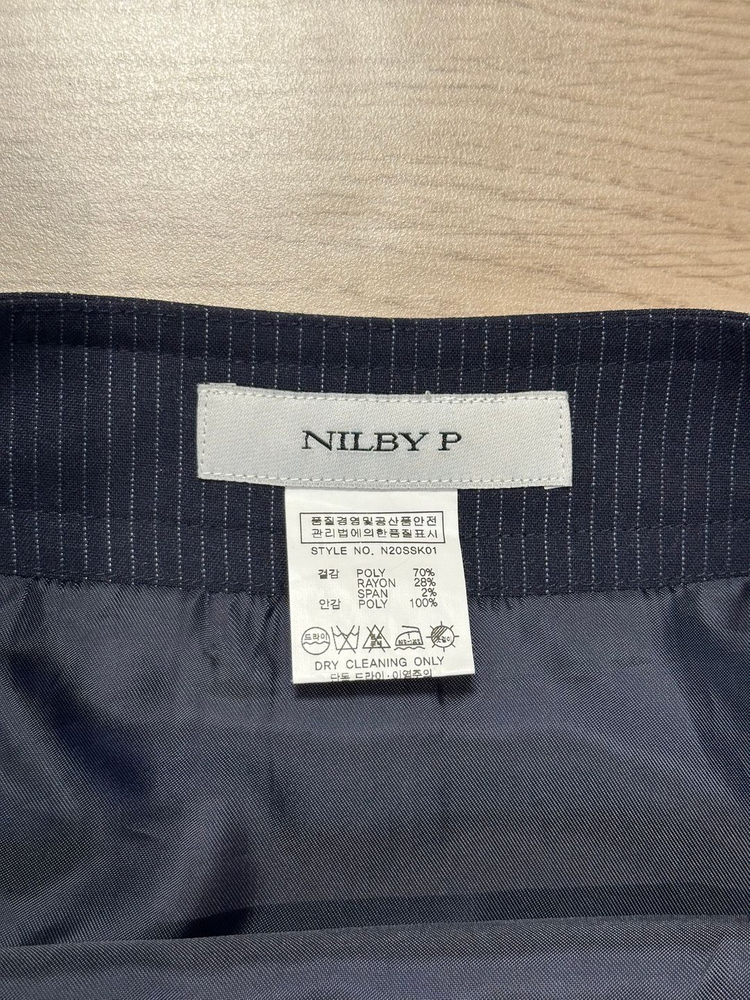 NILBY P
품질경영및공산품안전
관리법에의한품질표시
STYLE NO. N20SSK01
겉감 POLY 70%
RAYON 28%
SPAN 2%
안감 POLY 100%
드라이
DRY CLEANING ONLY
단독 드라이·이염주의